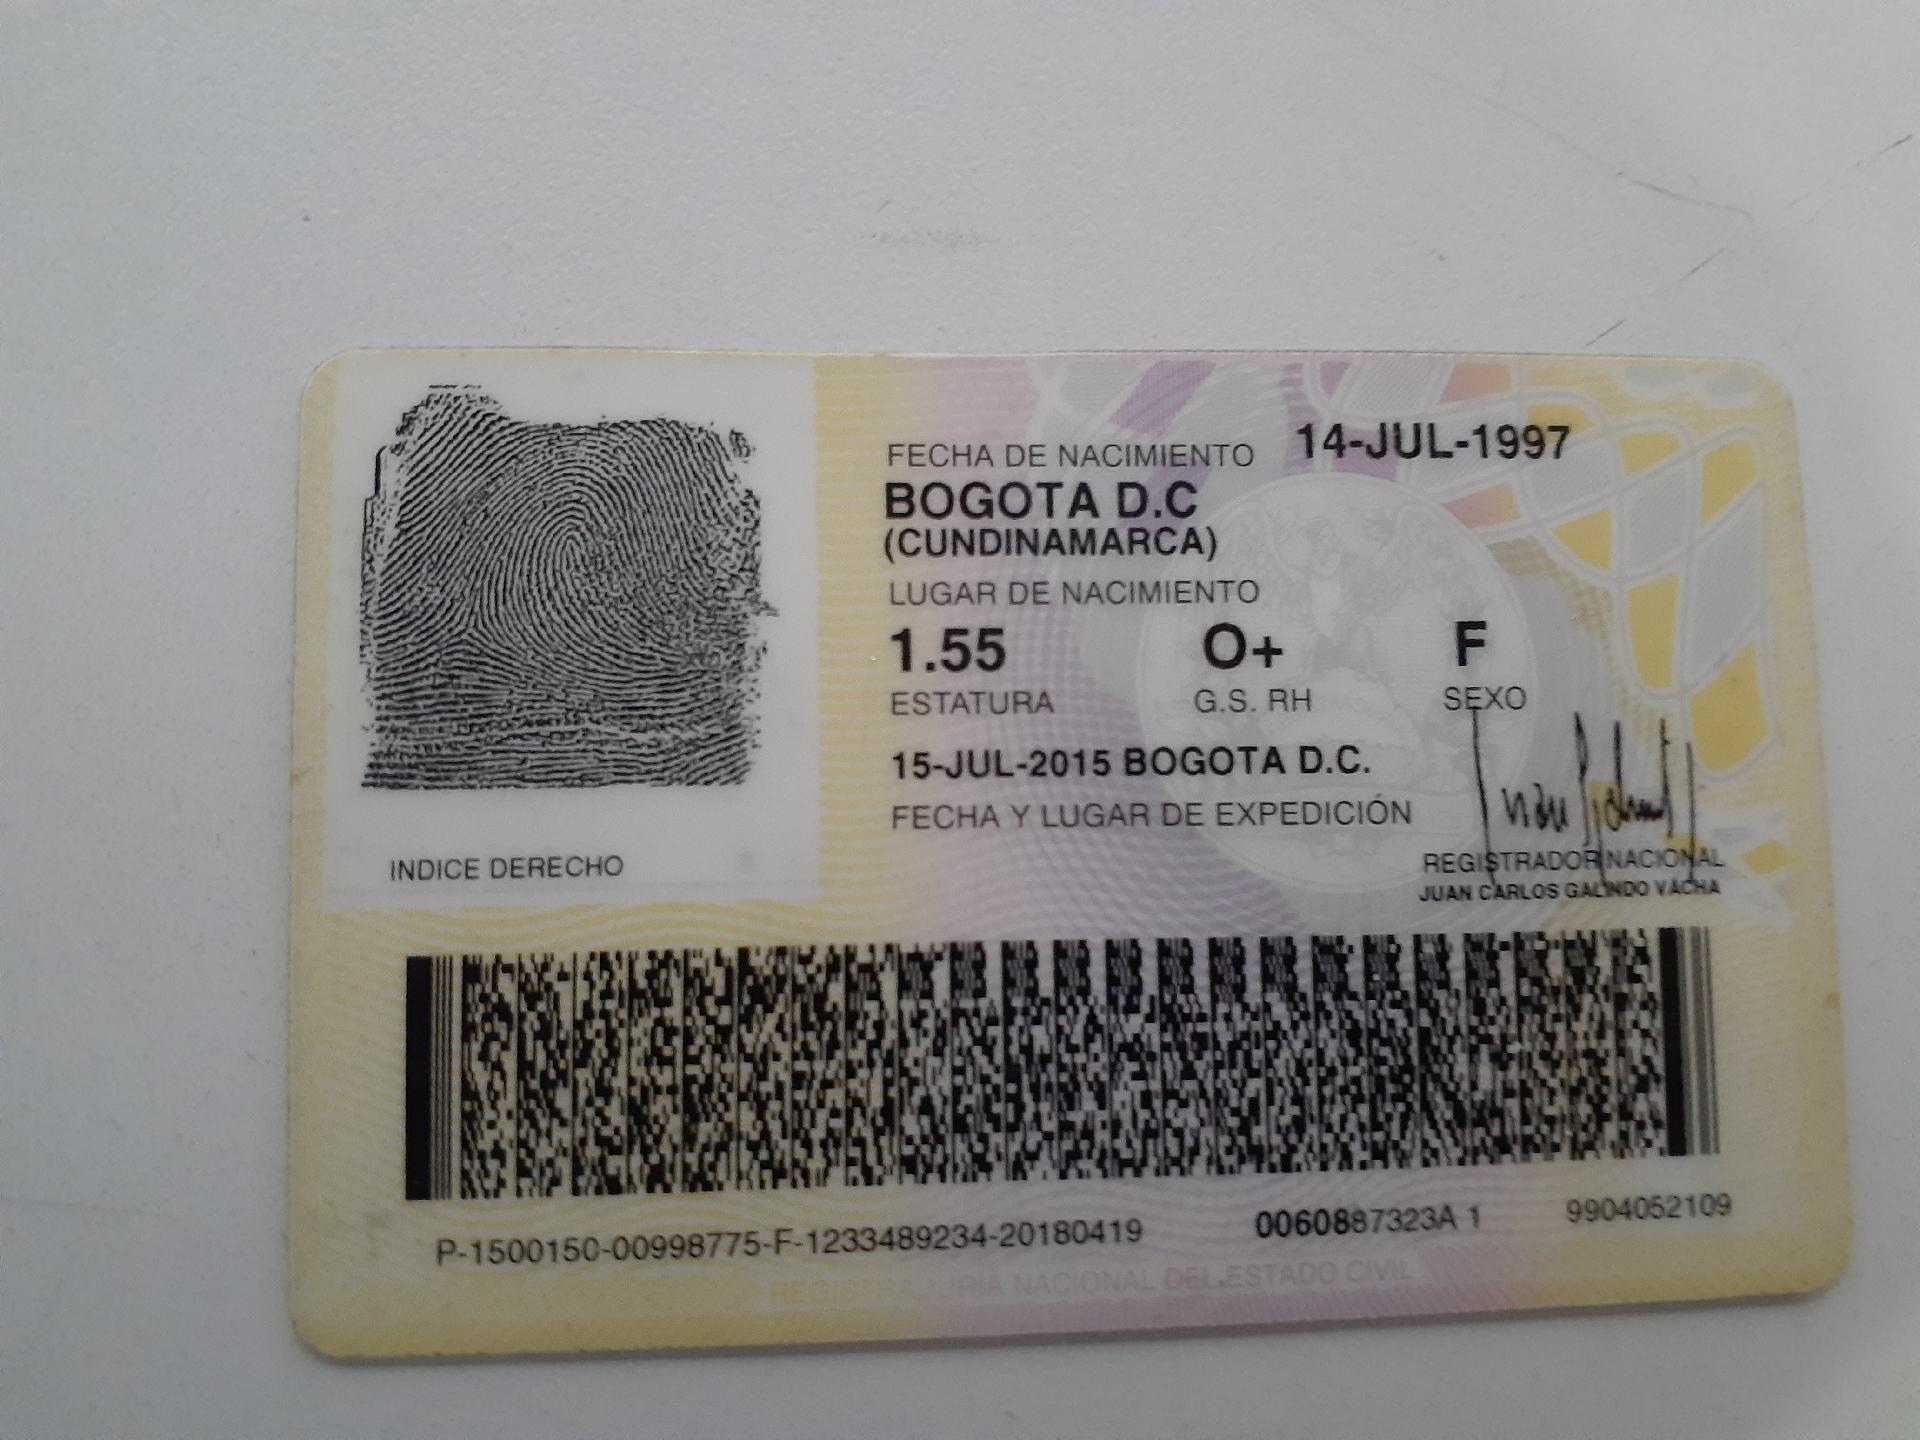 FECHA DE NACIMIENTO 14-JUL-1997
BOGOTA D.C
(CUNDINAMARCA)
LUGAR DE NACIMIENTO
1.55 O+ F
ESTATURA G.S. RH SEXO
15-JUL-2015 BOGOTA D.C.
FECHA Y LUGAR DE EXPEDICIÓN
INDICE DERECHO
REGISTRADOR NACIONAL
JUAN CARLOS GALINDO VÁCHA
P-1500150-00998775-F-1233489234-20180419 0060887323A 1 9904052109
REGISTRADURIA NACIONAL DEL ESTADO CIVIL